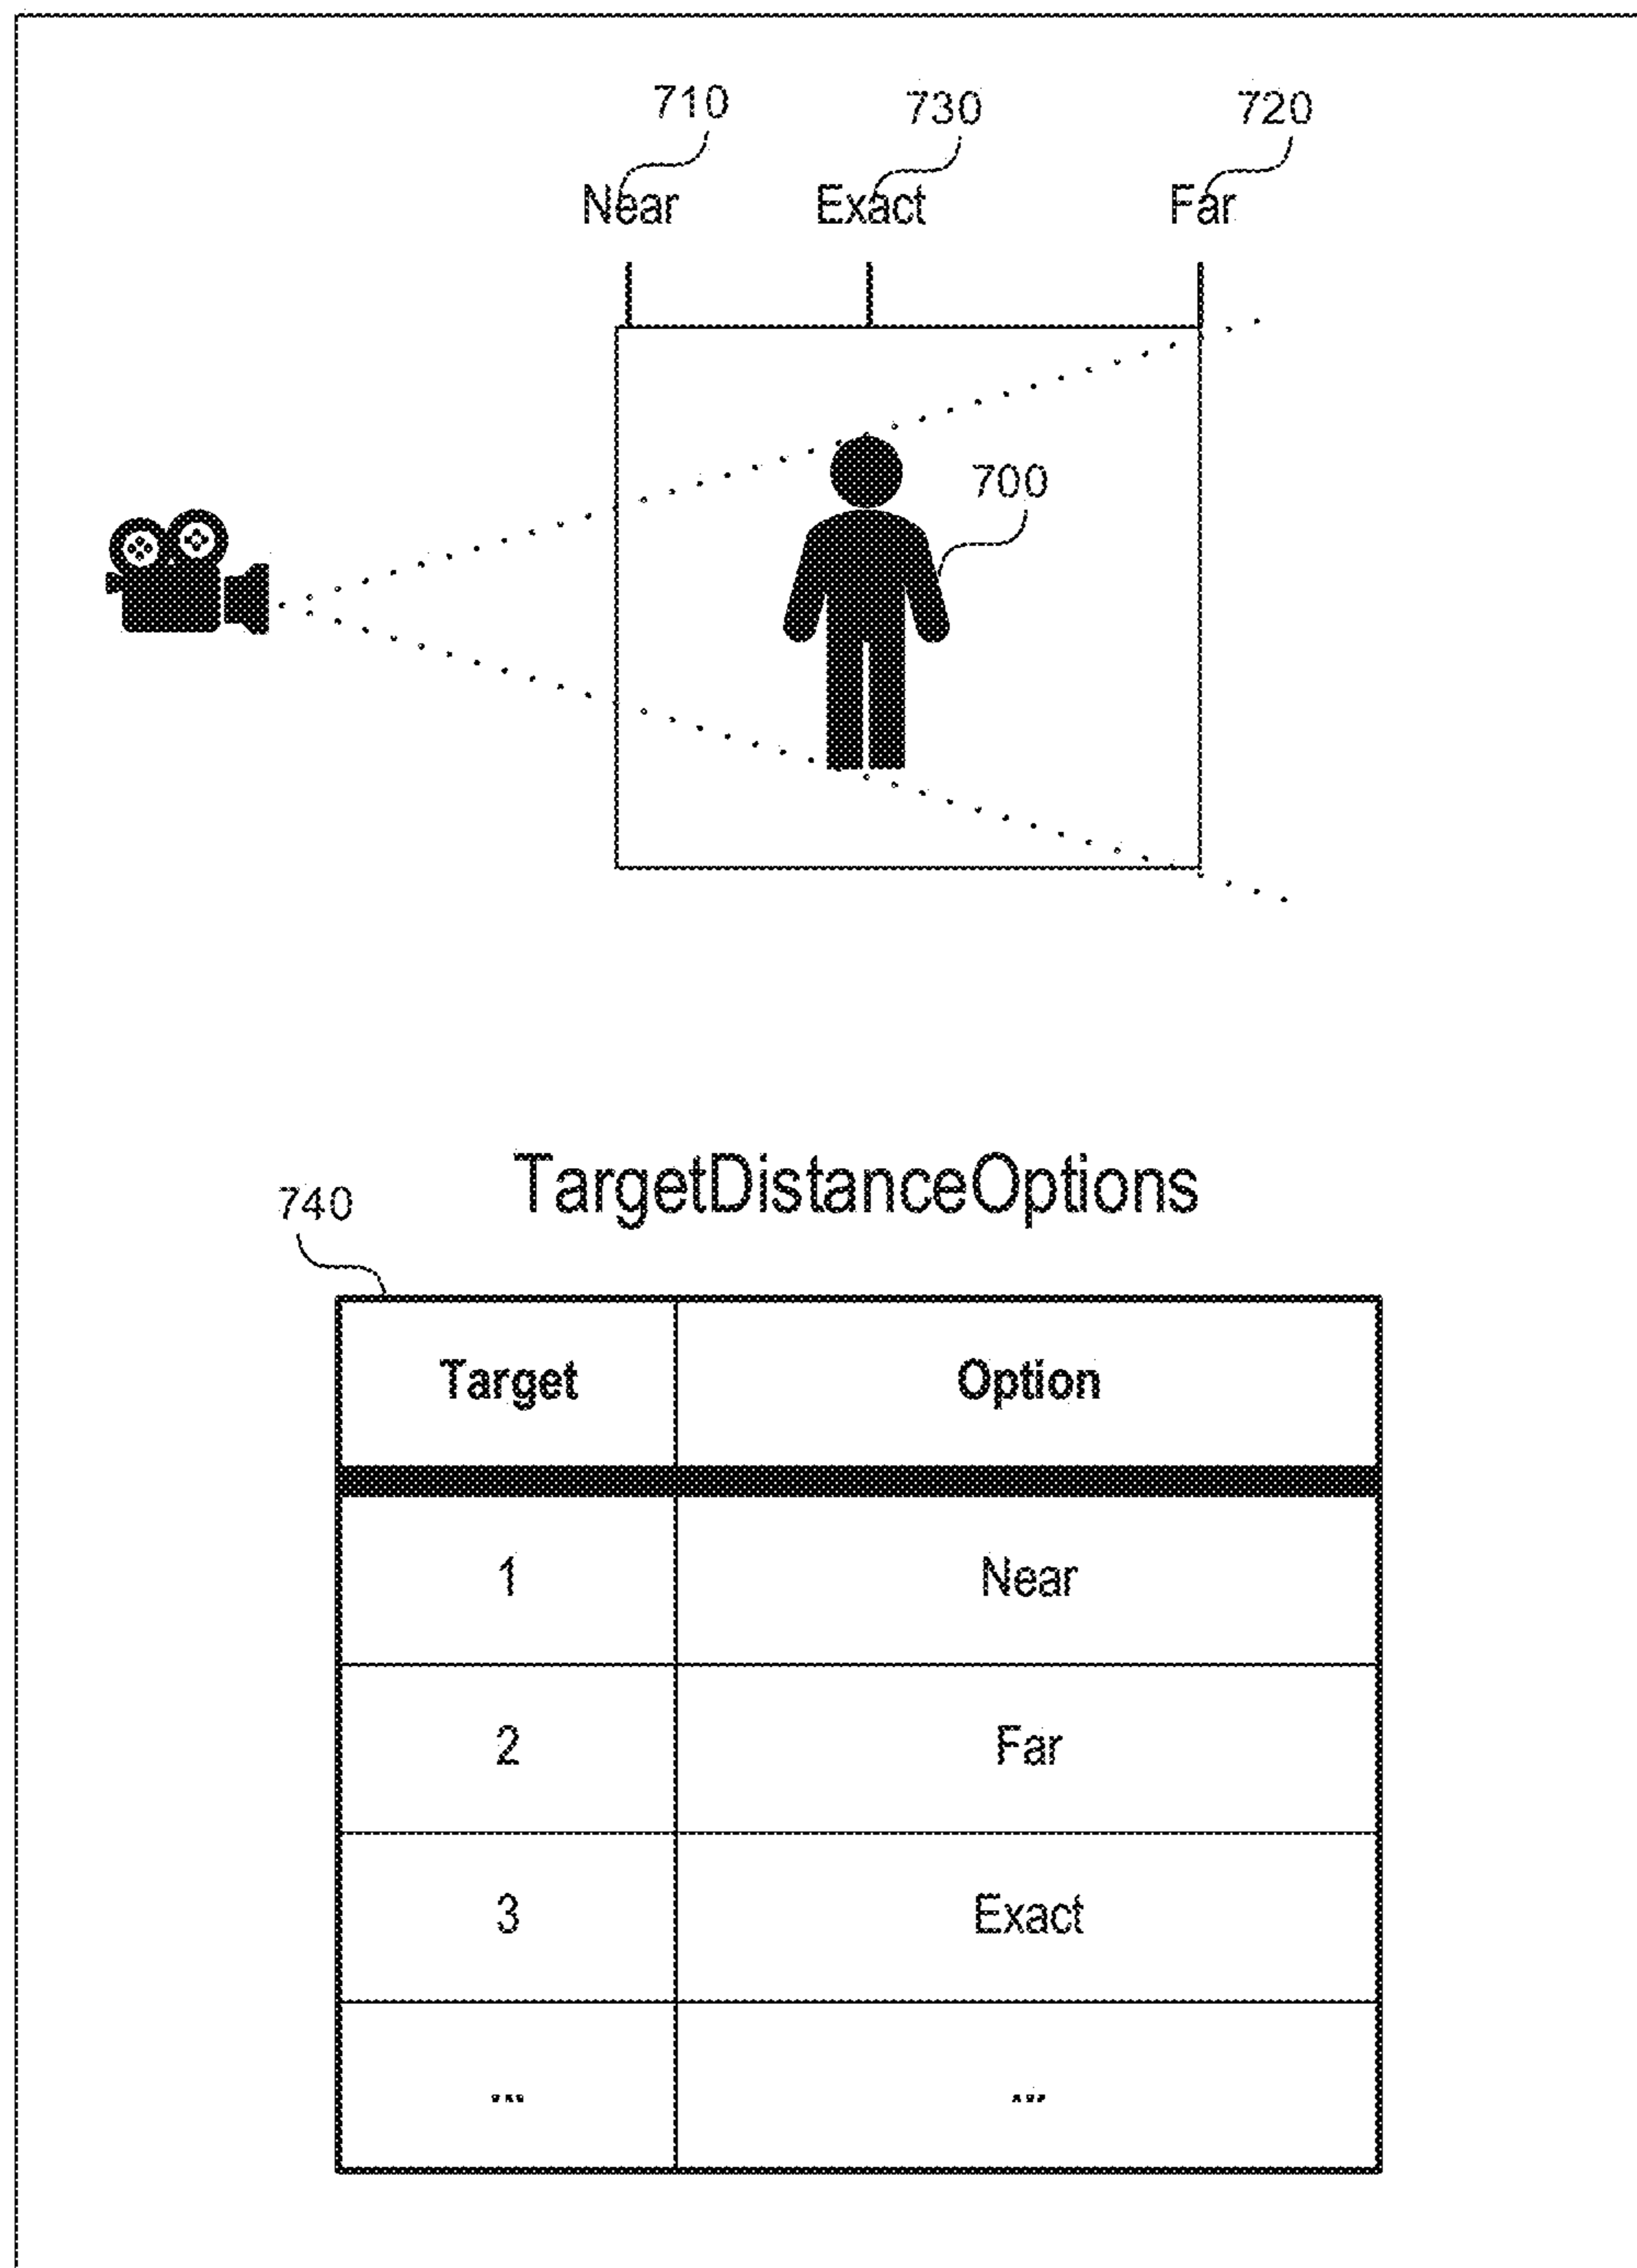 710 730 720
Near Exact Far
700
TargetDistanceOptions
740
Target Option
1 Near
2 Far
3 Exact
... ...